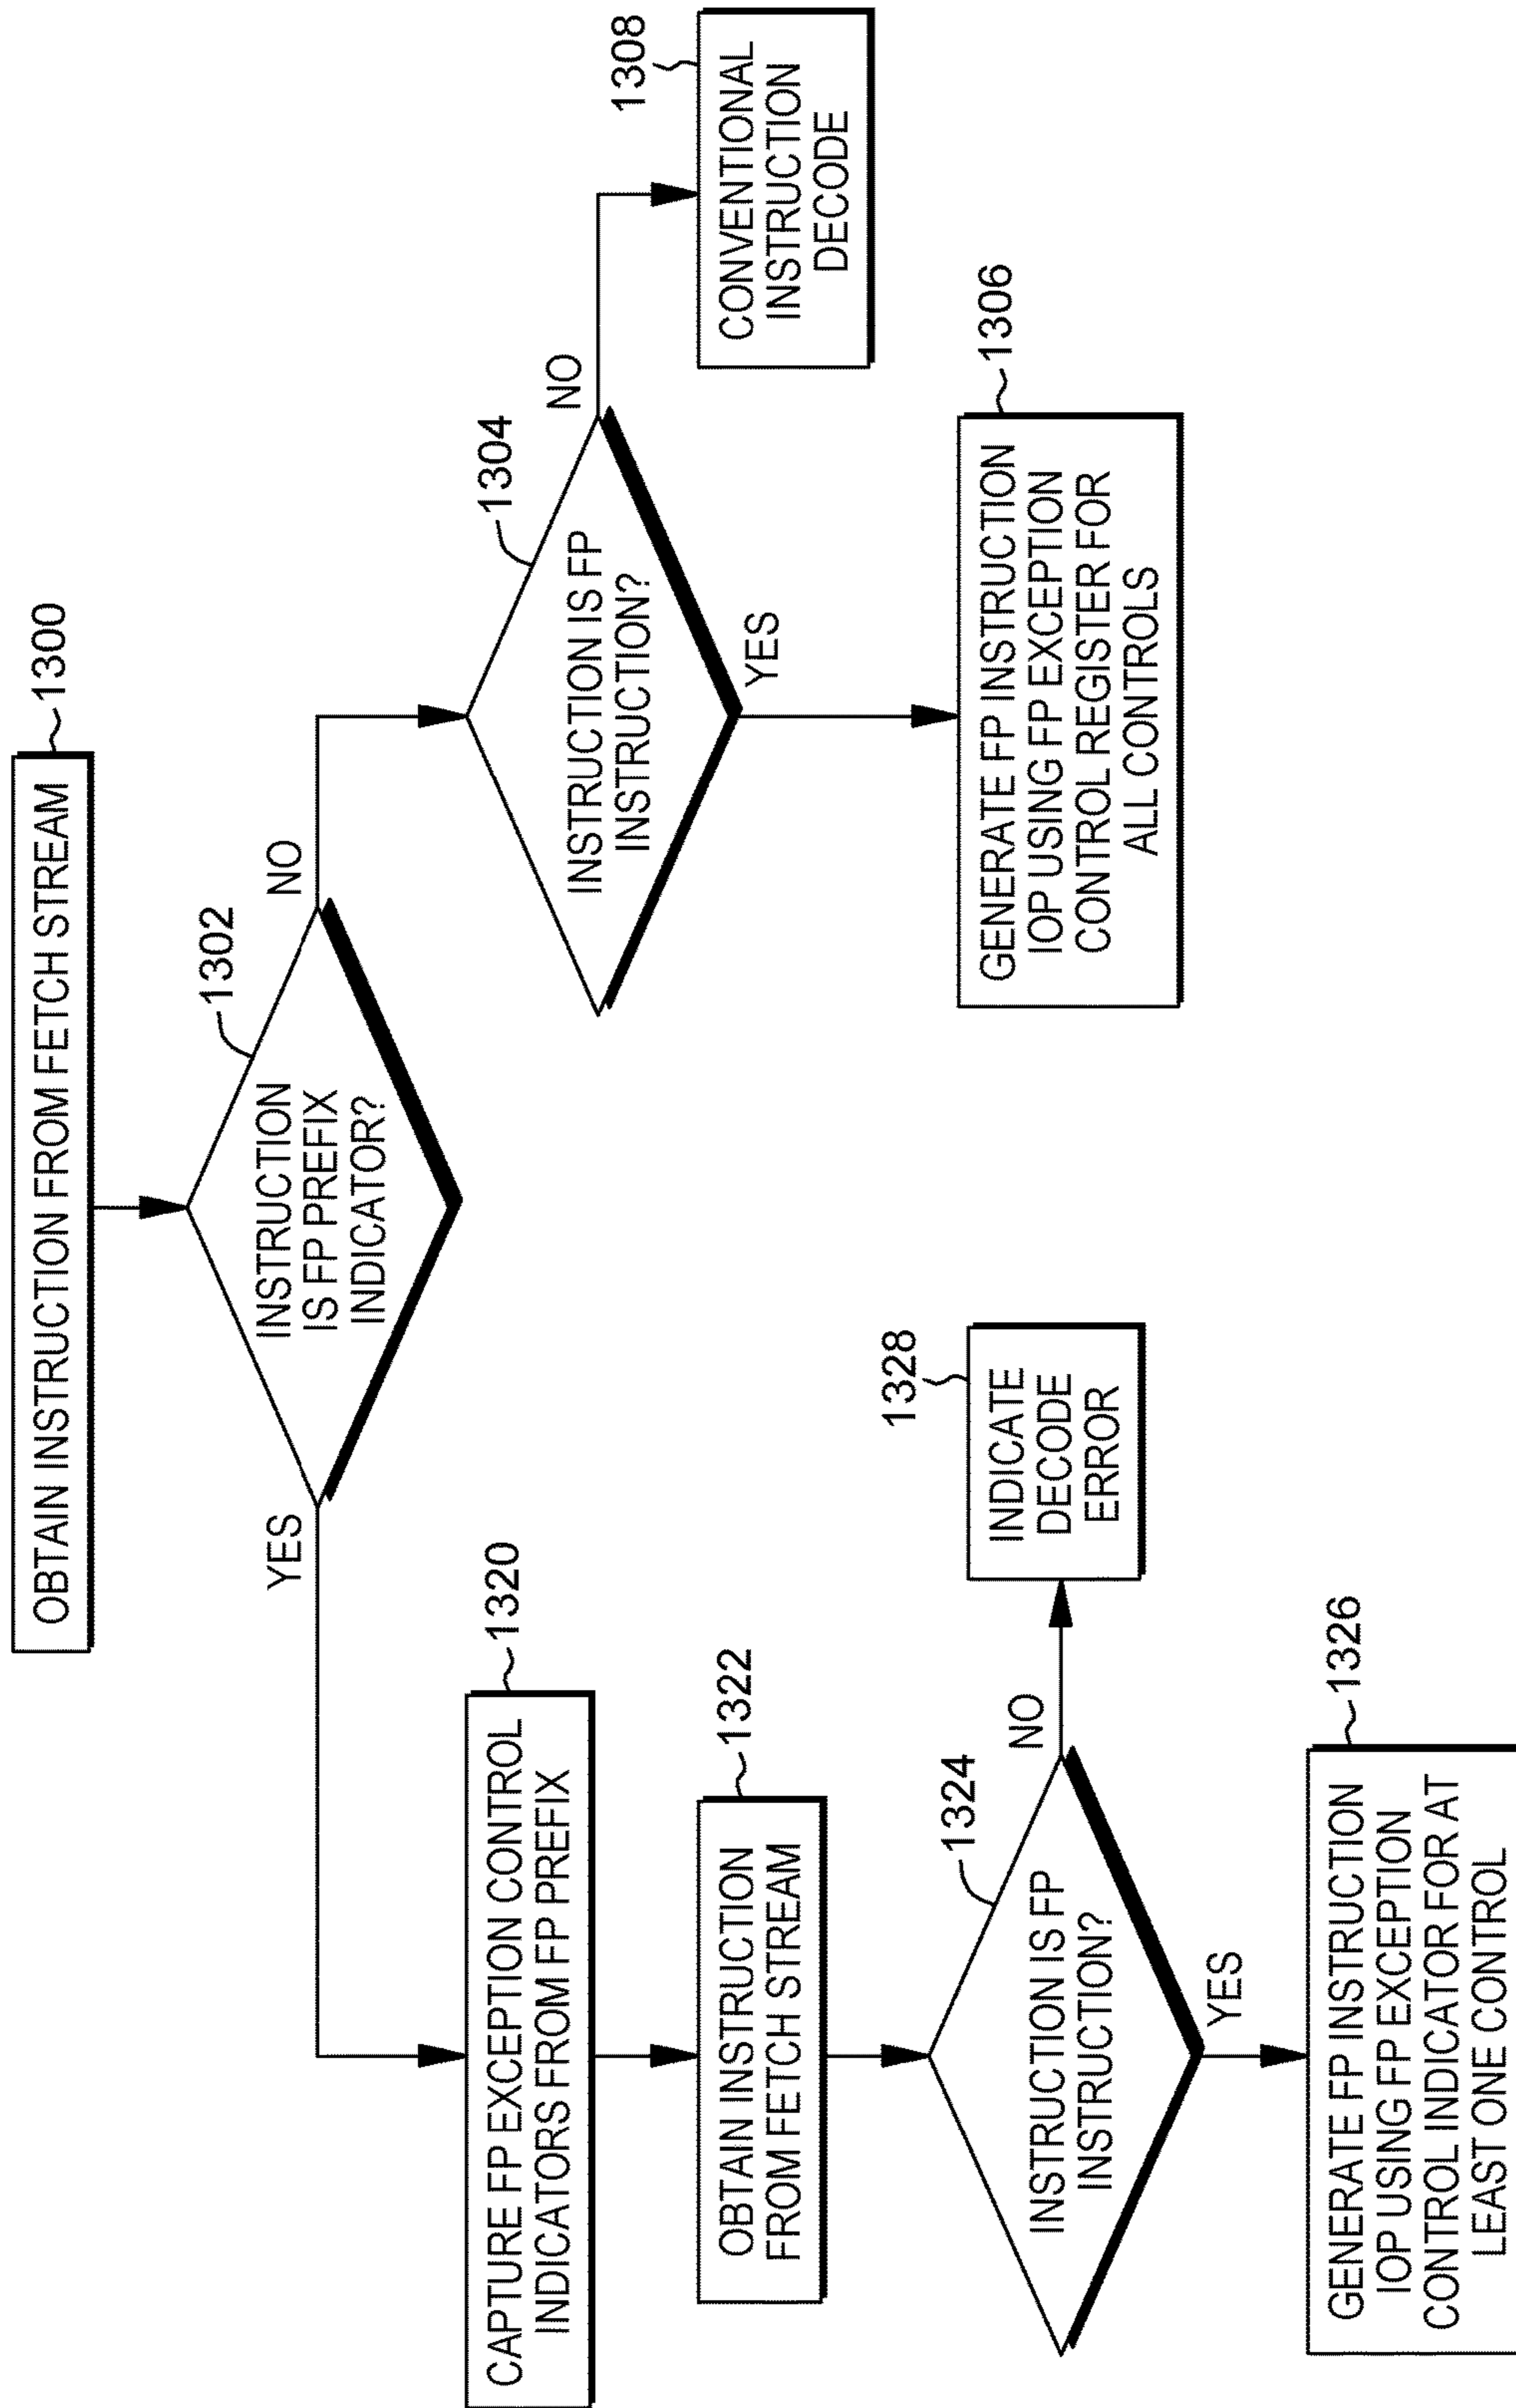 OBTAIN INSTRUCTION FROM FETCH STREAM
1300
INSTRUCTION
IS FP PREFIX
INDICATOR?
1302
YES
NO
CAPTURE FP EXCEPTION CONTROL
INDICATORS FROM FP PREFIX
1320
OBTAIN INSTRUCTION
FROM FETCH STREAM
1322
INSTRUCTION IS FP
INSTRUCTION?
1324
NO
INDICATE
DECODE
ERROR
1328
YES
GENERATE FP INSTRUCTION
IOP USING FP EXCEPTION
CONTROL INDICATOR FOR AT
LEAST ONE CONTROL
1326
INSTRUCTION IS FP
INSTRUCTION?
1304
NO
CONVENTIONAL
INSTRUCTION
DECODE
1308
YES
GENERATE FP INSTRUCTION
IOP USING FP EXCEPTION
CONTROL REGISTER FOR
ALL CONTROLS
1306